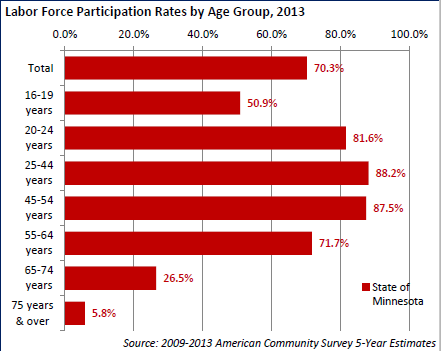 Labor Force Participation Rates by Age Group, 2013
0.0% 20.0% 40.0% 60.0% 80.0% 100.0%
Total 70.3%
16-19
years
50.9%
20-24
years
81.6%
25-44
years
88.2%
45-54
years
87.5%
55-64
years
71.7%
65-74
years
26.5%
75 years
& over
5.8%
State of
Minnesota
Source: 2009-2013 American Community Survey 5-Year Estimates